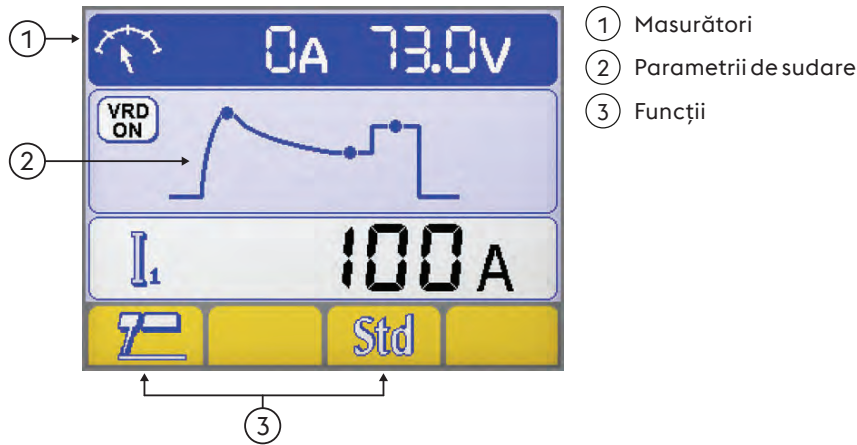 1 Masurători
2 Parametrii de sudare
3 Funcții
1
0A 73.0V
VRD
ON
2
I1 100A
Std
3